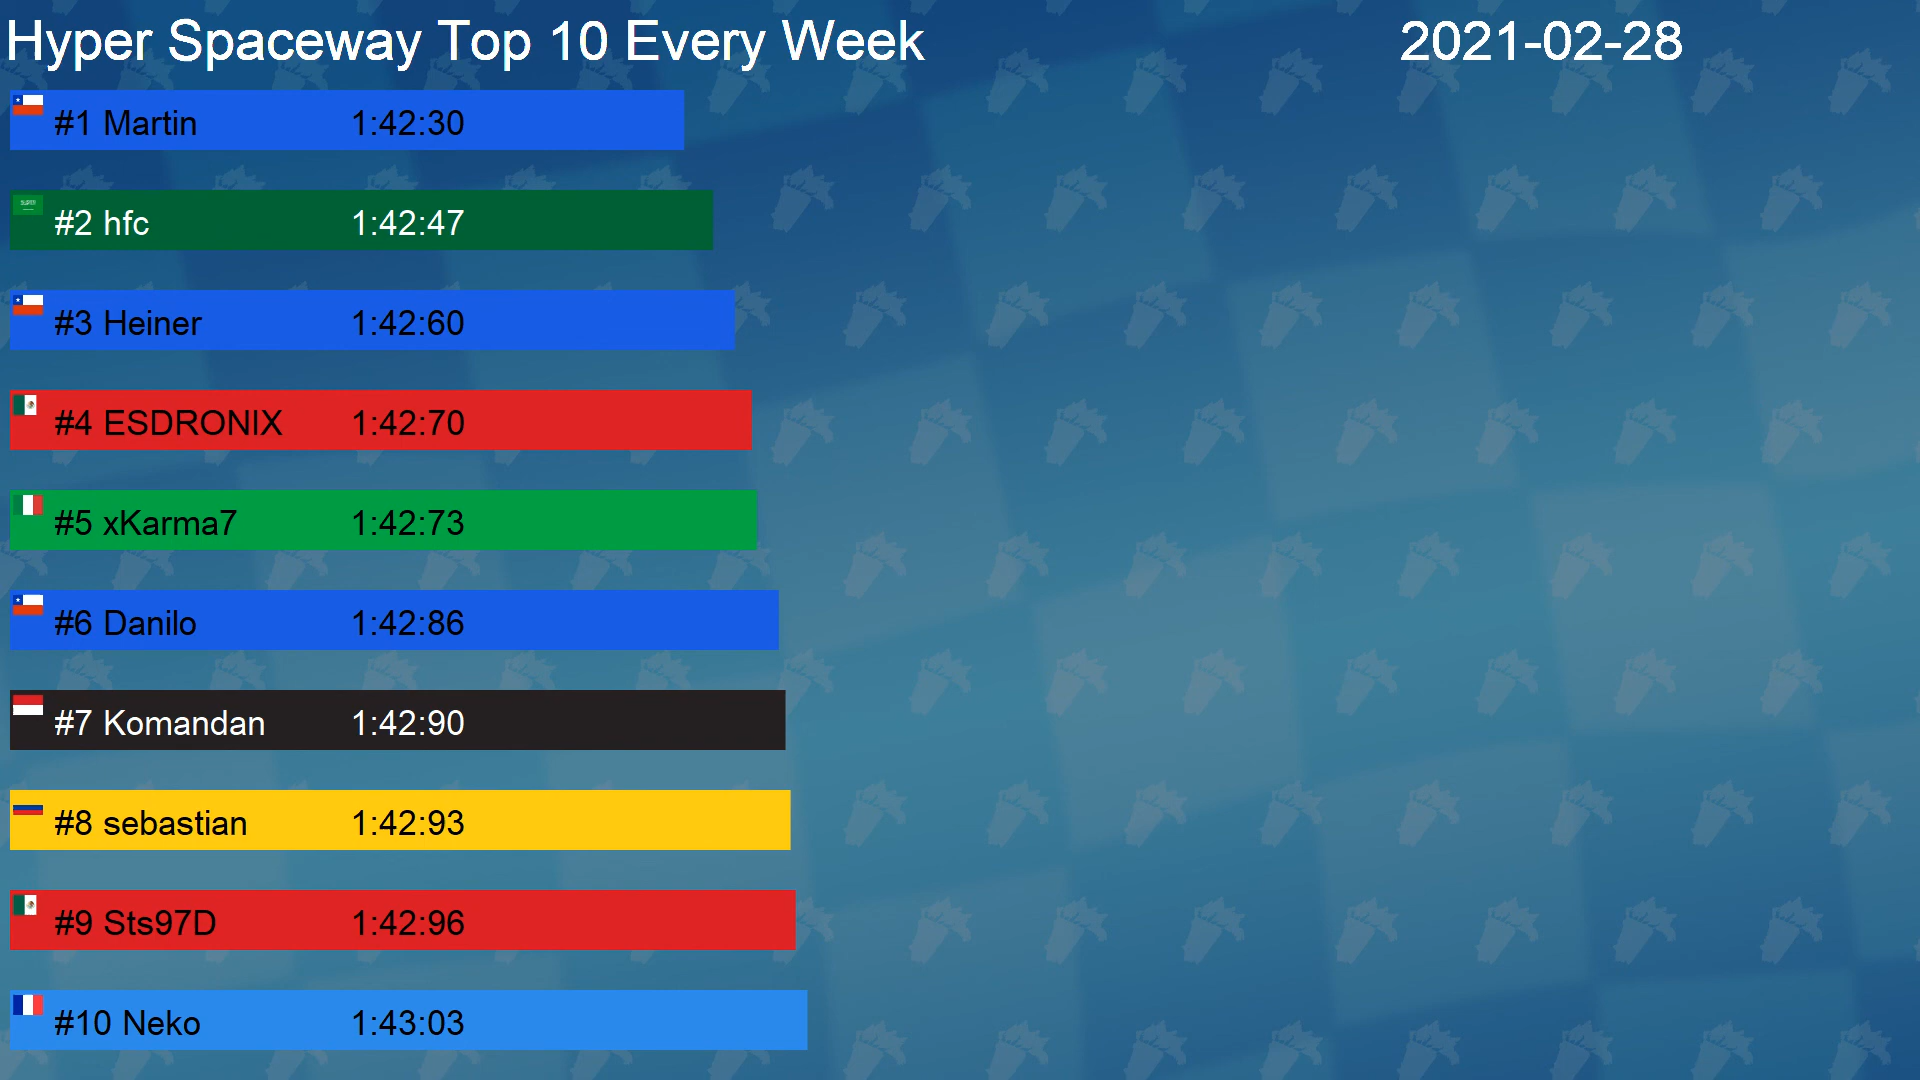 Hyper Spaceway Top 10 Every Week 2021-02-28
#1 Martin 1:42:30
#2 hfc 1:42:47
#3 Heiner 1:42:60
#4 ESDRONIX 1:42:70
#5 xKarma7 1:42:73
#6 Danilo 1:42:86
#7 Komandan 1:42:90
#8 sebastian 1:42:93
#9 Sts97D 1:42:96
#10 Neko 1:43:03